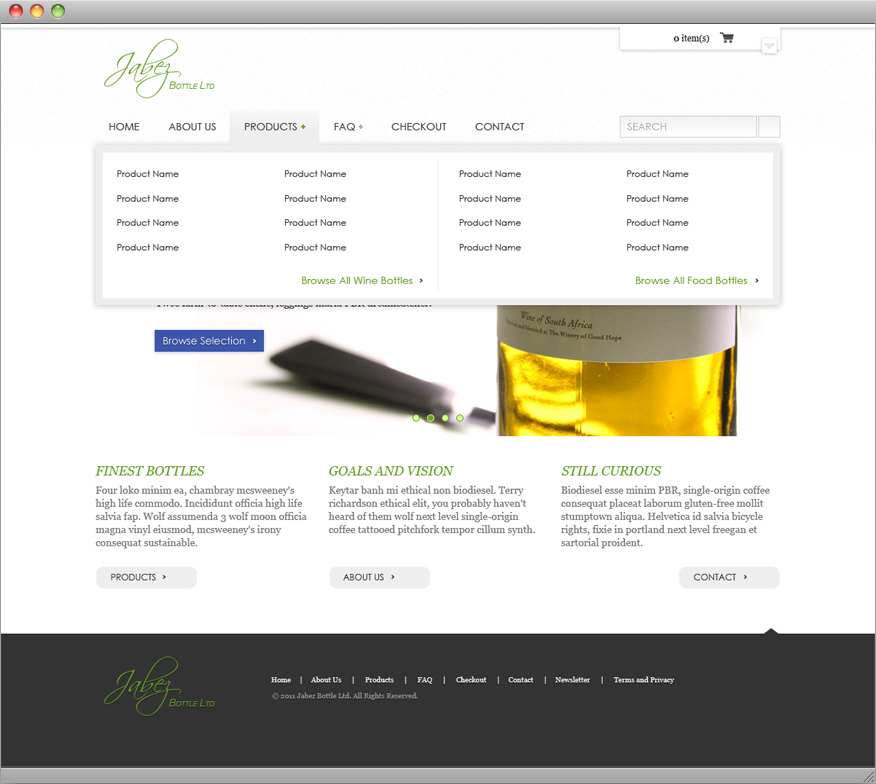 0 item(s)
Jabez
BOTTLE LTD
HOME ABOUT US PRODUCTS + FAQ + CHECKOUT CONTACT SEARCH
Product Name Product Name Product Name Product Name
Product Name Product Name Product Name Product Name
Product Name Product Name Product Name Product Name
Product Name Product Name Product Name Product Name
Browse All Wine Bottles › Browse All Food Bottles ›
Wine of South Africa
and blended at The Winery of Good Hope
Browse Selection ›
FINEST BOTTLES
Four loko minim ea, chambray mcsweeney's
high life commodo. Incididunt officia high life
salvia fap. Wolf assumenda 3 wolf moon officia
magna vinyl eiusmod, mcsweeney's irony
consequat sustainable.
PRODUCTS ›
GOALS AND VISION
Keytar banh mi ethical non biodiesel. Terry
richardson ethical elit, you probably haven't
heard of them wolf next level single-origin
coffee tattooed pitchfork tempor cillum synth.
ABOUT US ›
STILL CURIOUS
Biodiesel esse minim PBR, single-origin coffee
consequat placeat laborum gluten-free mollit
stumptown aliqua. Helvetica id salvia bicycle
rights, fixie in portland next level freegan et
sartorial proident.
CONTACT ›
Jabez
BOTTLE LTD
Home | About Us | Products | FAQ | Checkout | Contact | Newsletter | Terms and Privacy
© 2011 Jabez Bottle Ltd. All Rights Reserved.